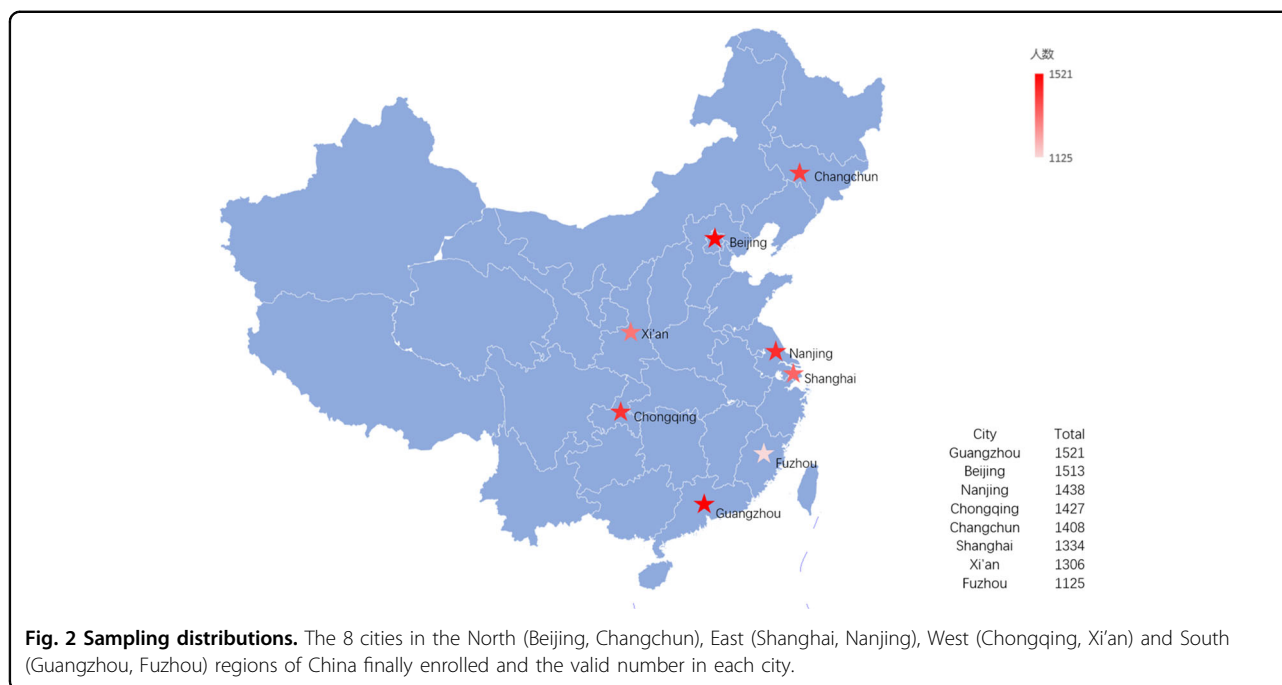 人数
1521
1125
Changchun
Beijing
Xi'an
Nanjing
Shanghai
Chongqing
Fuzhou
Guangzhou
City Total
Guangzhou 1521
Beijing 1513
Nanjing 1438
Chongqing 1427
Changchun 1408
Shanghai 1334
Xi'an 1306
Fuzhou 1125
Fig. 2 Sampling distributions. The 8 cities in the North (Beijing, Changchun), East (Shanghai, Nanjing), West (Chongqing, Xi’an) and South
(Guangzhou, Fuzhou) regions of China finally enrolled and the valid number in each city.